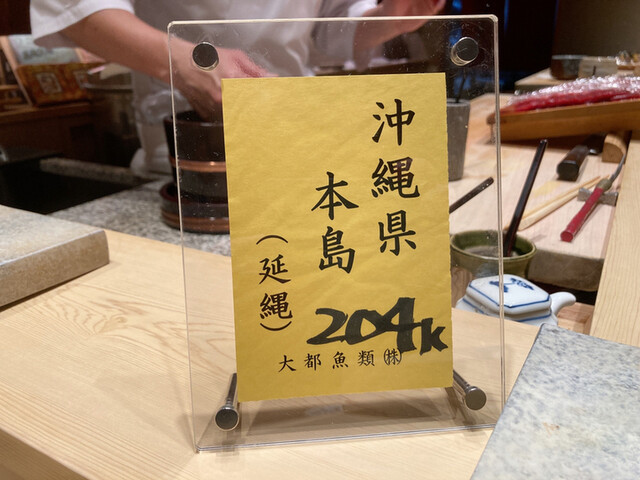 沖縄県
本島
（延縄）
204k
大都魚類㈱